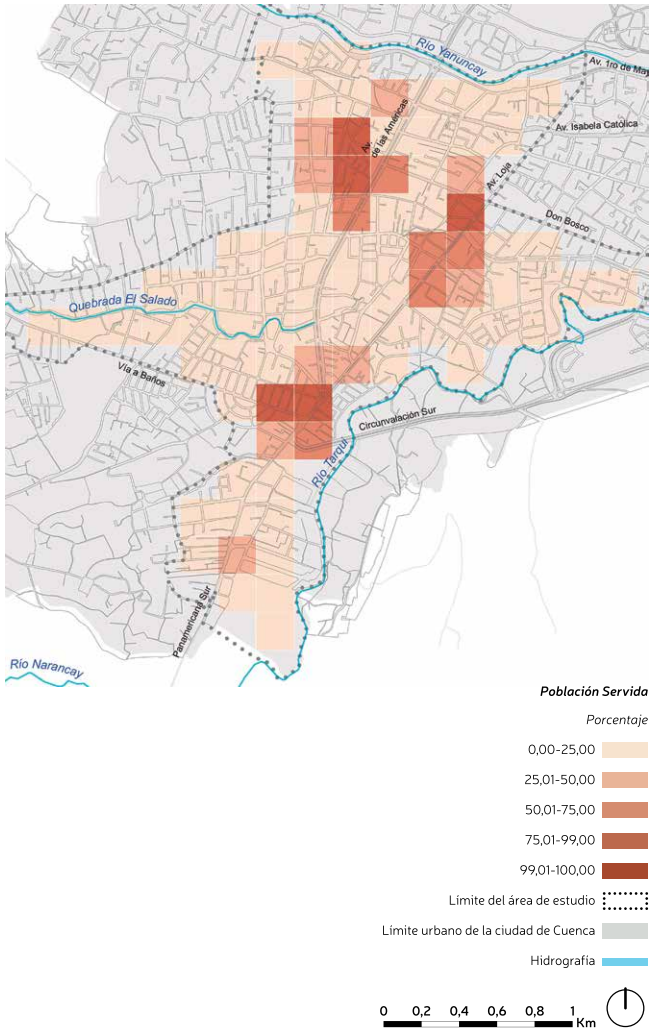 Río Yanuncay
Av. 1ro de May
Av.
de las Américas
Av. Isabela Católica
Av. Loja
Don Bosco
Quebrada El Salado
Vía a Baños
Circunvalación Sur
Río Tarqui
Panamericana Sur
Río Narancay
Población Servida
Porcentaje
0,00-25,00
25,01-50,00
50,01-75,00
75,01-99,00
99,01-100,00
Límite del área de estudio
Límite urbano de la ciudad de Cuenca
Hidrografía
0 0,2 0,4 0,6 0,8 1
Km